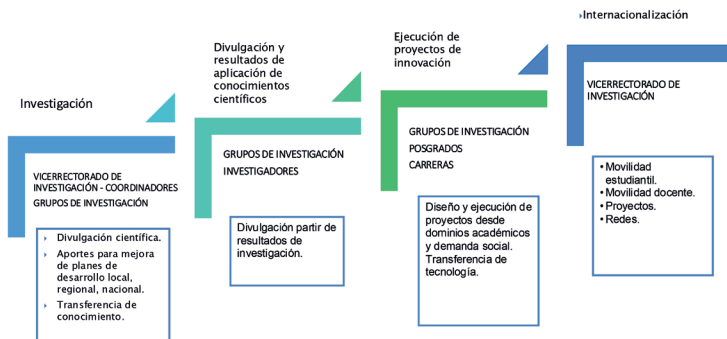 Investigación
VICERRECTORADO DE
INVESTIGACIÓN - COORDINADORES
GRUPOS DE INVESTIGACIÓN
Divulgación científica.
Aportes para mejora
de planes de
desarrollo local,
regional, nacional.
Transferencia de
conocimiento.
Divulgación y
resultados de
aplicación de
conocimientos
científicos
GRUPOS DE INVESTIGACIÓN
INVESTIGADORES
Divulgación partir de
resultados de
investigación.
Ejecución de
proyectos de
innovación
GRUPOS DE INVESTIGACIÓN
POSGRADOS
CARRERAS
Diseño y ejecución de
proyectos desde
dominios académicos
y demanda social.
Transferencia de
tecnología.
Internacionalización
VICERRECTORADO DE
INVESTIGACIÓN
• Movilidad
estudiantil.
• Movilidad docente.
• Proyectos.
• Redes.